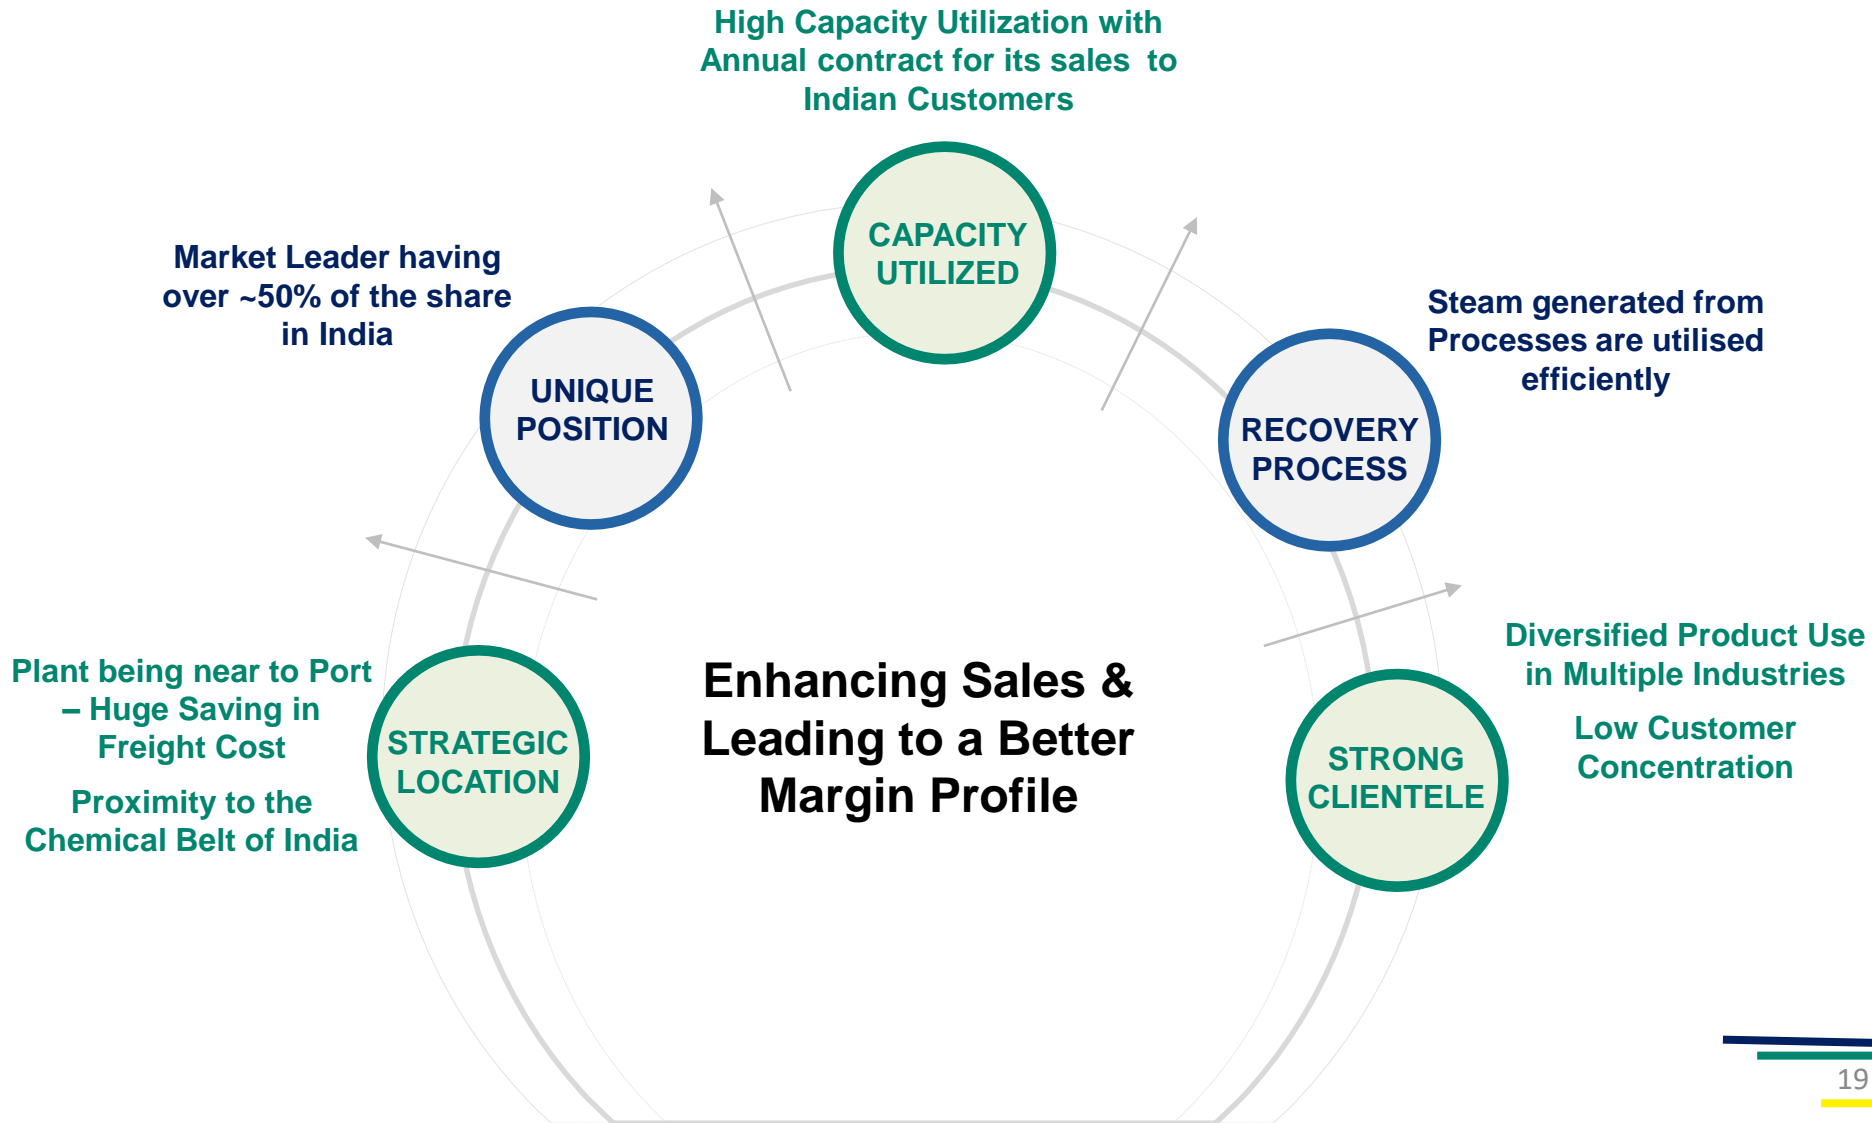 High Capacity Utilization with
Annual contract for its sales to
Indian Customers
CAPACITY
UTILIZED
Market Leader having
over ~50% of the share
in India
UNIQUE
POSITION
Steam generated from
Processes are utilised
efficiently
RECOVERY
PROCESS
Plant being near to Port
– Huge Saving in
Freight Cost
Proximity to the
Chemical Belt of India
STRATEGIC
LOCATION
Enhancing Sales &
Leading to a Better
Margin Profile
Diversified Product Use
in Multiple Industries
Low Customer
Concentration
STRONG
CLIENTELE
19